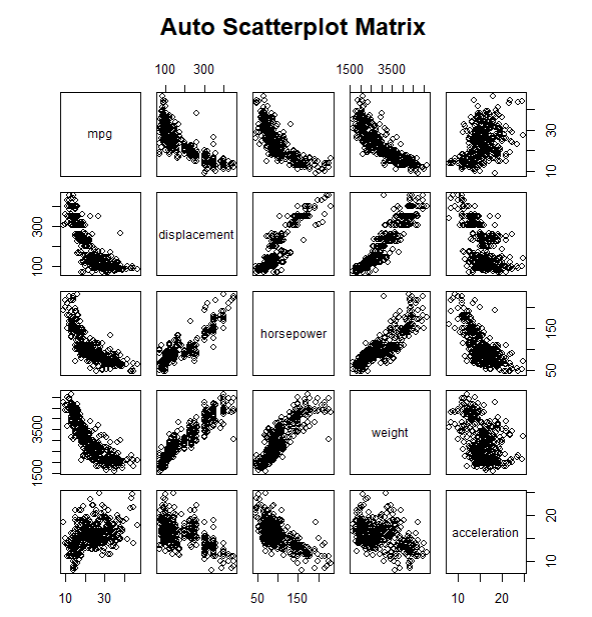 Auto Scatterplot Matrix
100 300
1500 3500
mpg
10 30
displacement
100 300
horsepower
50 150
weight
1500 3500
acceleration
10 20
10 30
50 150
10 20